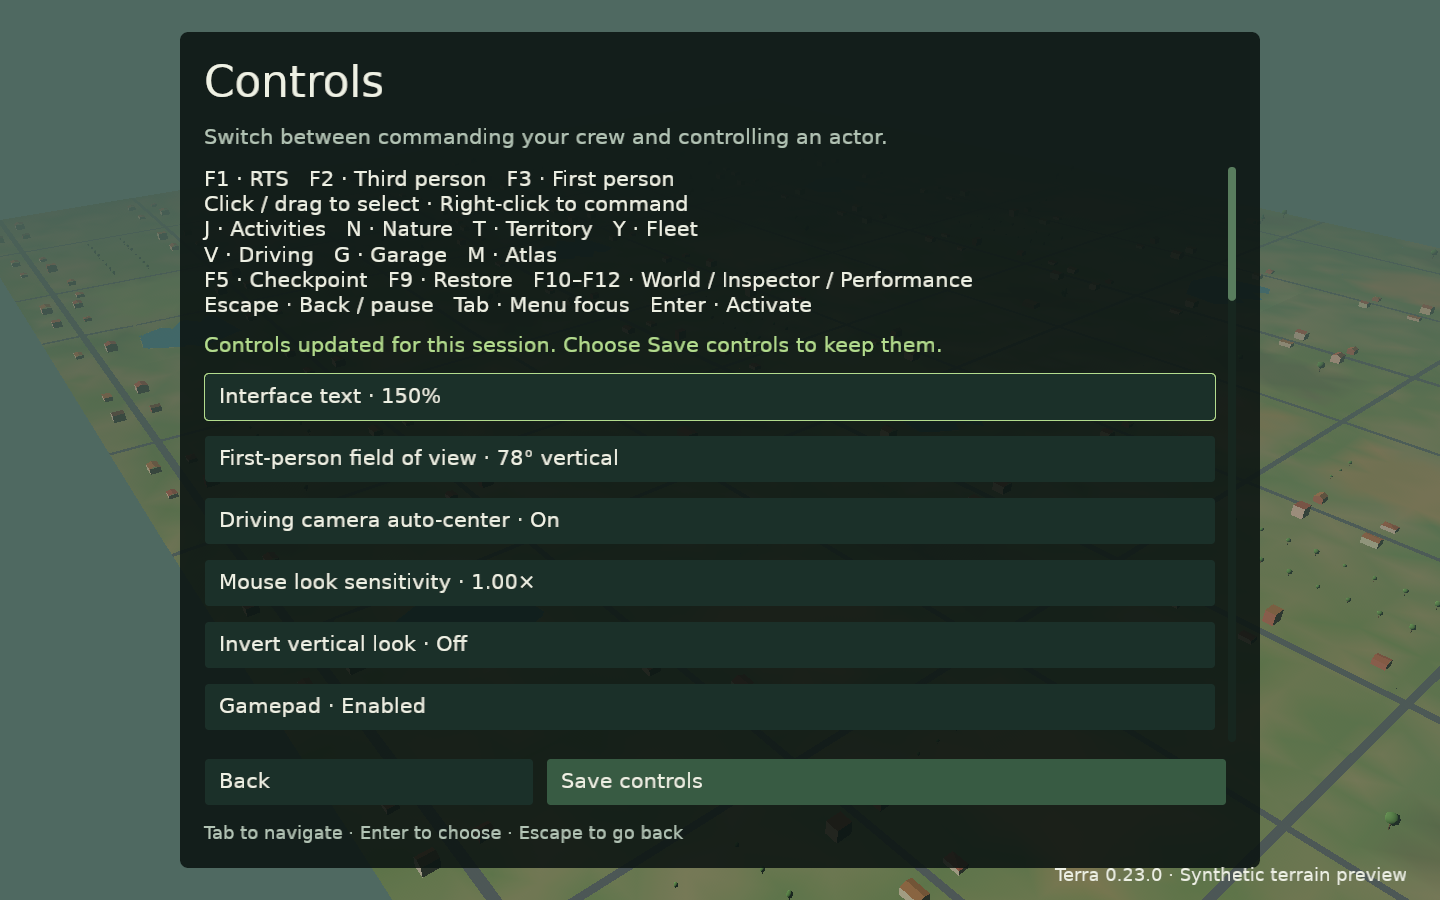 Controls
Switch between commanding your crew and controlling an actor.
F1 · RTS   F2 · Third person   F3 · First person
Click / drag to select · Right-click to command
J · Activities   N · Nature   T · Territory   Y · Fleet
V · Driving   G · Garage   M · Atlas
F5 · Checkpoint   F9 · Restore   F10–F12 · World / Inspector / Performance
Escape · Back / pause   Tab · Menu focus   Enter · Activate
Controls updated for this session. Choose Save controls to keep them.
Interface text · 150%
First-person field of view · 78° vertical
Driving camera auto-center · On
Mouse look sensitivity · 1.00×
Invert vertical look · Off
Gamepad · Enabled
Back
Save controls
Tab to navigate · Enter to choose · Escape to go back
Terra 0.23.0 · Synthetic terrain preview